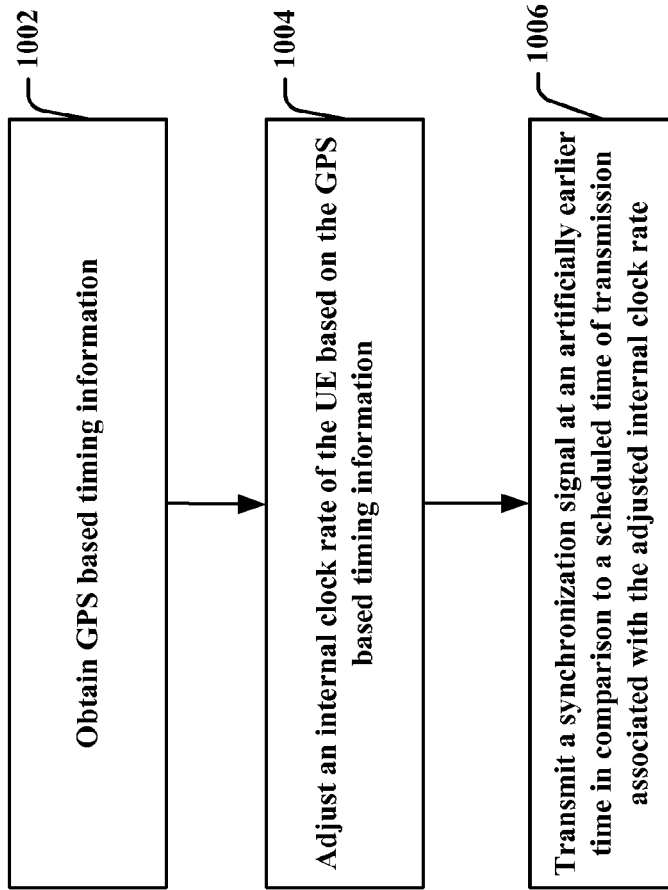 1002
Obtain GPS based timing information
1004
Adjust an internal clock rate of the UE based on the GPS
based timing information
1006
Transmit a synchronization signal at an artificially earlier
time in comparison to a scheduled time of transmission
associated with the adjusted internal clock rate